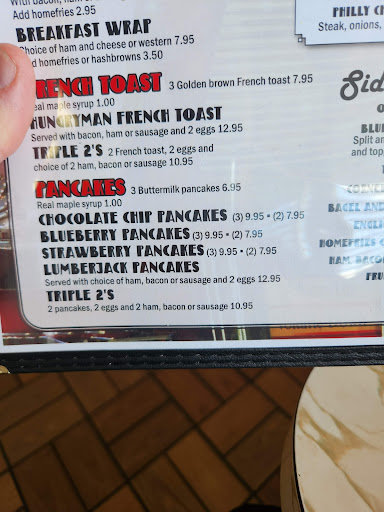 Add homefries 2.95
BREAKFAST WRAP
Choice of ham and cheese or western 7.95
homefries or hashbrowns 3.50
FRENCH TOAST 3 Golden brown French toast 7.95
Real maple syrup 1.00
HUNGRYMAN FRENCH TOAST
Served with bacon, ham or sausage and 2 eggs 12.95
TRIPLE 2'S 2 French toast, 2 eggs and
choice of 2 ham, bacon or sausage 10.95
PANCAKES 3 Buttermilk pancakes 6.95
Real maple syrup 1.00
CHOCOLATE CHIP PANCAKES (3) 9.95 • (2) 7.95
BLUEBERRY PANCAKES (3) 9.95 • (2) 7.95
STRAWBERRY PANCAKES (3) 9.95 • (2) 7.95
LUMBERJACK PANCAKES
Served with choice of ham, bacon or sausage and 2 eggs 12.95
TRIPLE 2'S
2 pancakes, 2 eggs and 2 ham, bacon or sausage 10.95
PHILLY
Steak, onions,
Sid
BLU
Split an
and top
BAGEL AND
ENGLI
HOMEFRIES
HAM, BACO
FRU